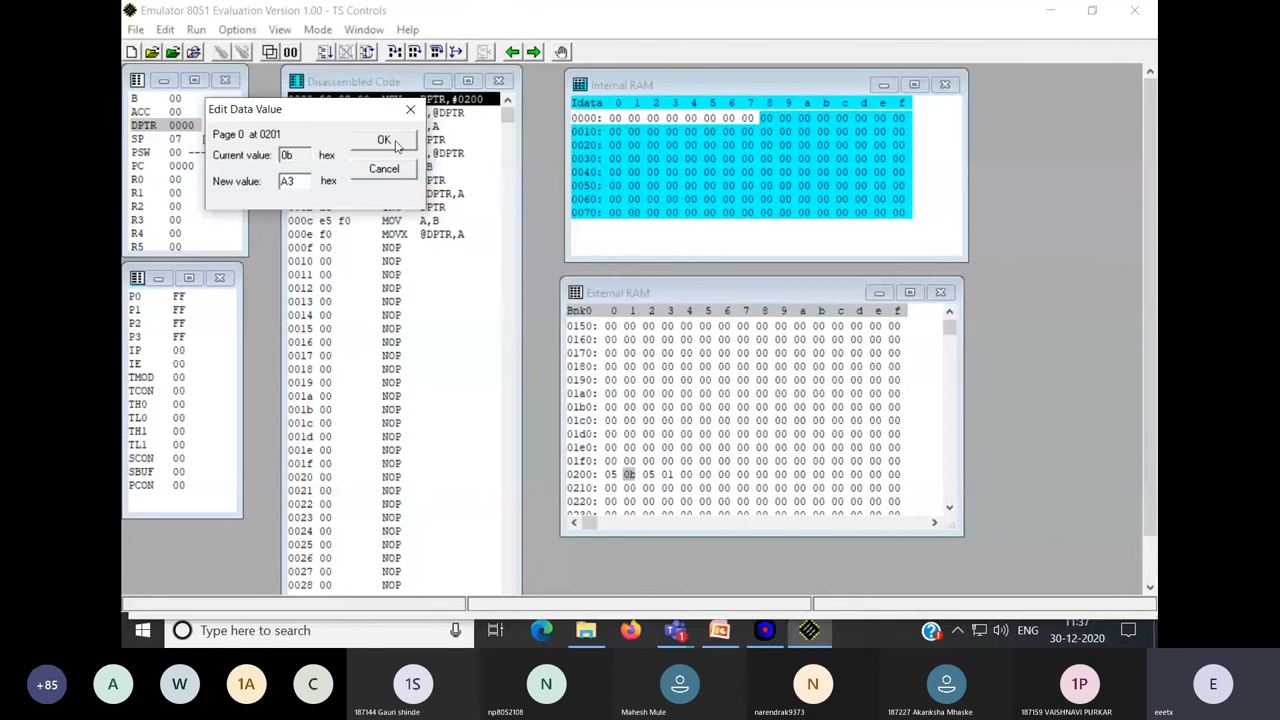 Emulator 8051 Evaluation Version 1.00 - TS Controls
File Edit Run Options View Mode Window Help
B 00
ACC 00
DPTR 0000
SP 07
PSW 00 ---
PC 0000
R0 00
R1 00
R2 00
R3 00
R4 00
R5 00
P0 FF
P1 FF
P2 FF
P3 FF
IP 00
IE 00
TMOD 00
TCON 00
TH0 00
TL0 00
TH1 00
TL1 00
SCON 00
SBUF 00
PCON 00
Edit Data Value
Page 0 at 0201
OK
Current value: 0b hex
Cancel
New value: A3 hex
Disassembled Code
DPTR,#0200
,@DPTR
,A
PTR
,@DPTR
B
PTR
DPTR,A
PTR
000c e5 f0 MOV A,B
000e f0 MOVX @DPTR,A
000f 00 NOP
0010 00 NOP
0011 00 NOP
0012 00 NOP
0013 00 NOP
0014 00 NOP
0015 00 NOP
0016 00 NOP
0017 00 NOP
0018 00 NOP
0019 00 NOP
001a 00 NOP
001b 00 NOP
001c 00 NOP
001d 00 NOP
001e 00 NOP
001f 00 NOP
0020 00 NOP
0021 00 NOP
0022 00 NOP
0023 00 NOP
0024 00 NOP
0025 00 NOP
0026 00 NOP
0027 00 NOP
0028 00 NOP
Internal RAM
Idata 0 1 2 3 4 5 6 7 8 9 a b c d e f
0000: 00 00 00 00 00 00 00 00 00 00 00 00 00 00 00 00
0010: 00 00 00 00 00 00 00 00 00 00 00 00 00 00 00 00
0020: 00 00 00 00 00 00 00 00 00 00 00 00 00 00 00 00
0030: 00 00 00 00 00 00 00 00 00 00 00 00 00 00 00 00
0040: 00 00 00 00 00 00 00 00 00 00 00 00 00 00 00 00
0050: 00 00 00 00 00 00 00 00 00 00 00 00 00 00 00 00
0060: 00 00 00 00 00 00 00 00 00 00 00 00 00 00 00 00
0070: 00 00 00 00 00 00 00 00 00 00 00 00 00 00 00 00
External RAM
Bnk0 0 1 2 3 4 5 6 7 8 9 a b c d e f
0150: 00 00 00 00 00 00 00 00 00 00 00 00 00 00 00 00
0160: 00 00 00 00 00 00 00 00 00 00 00 00 00 00 00 00
0170: 00 00 00 00 00 00 00 00 00 00 00 00 00 00 00 00
0180: 00 00 00 00 00 00 00 00 00 00 00 00 00 00 00 00
0190: 00 00 00 00 00 00 00 00 00 00 00 00 00 00 00 00
01a0: 00 00 00 00 00 00 00 00 00 00 00 00 00 00 00 00
01b0: 00 00 00 00 00 00 00 00 00 00 00 00 00 00 00 00
01c0: 00 00 00 00 00 00 00 00 00 00 00 00 00 00 00 00
01d0: 00 00 00 00 00 00 00 00 00 00 00 00 00 00 00 00
01e0: 00 00 00 00 00 00 00 00 00 00 00 00 00 00 00 00
01f0: 00 00 00 00 00 00 00 00 00 00 00 00 00 00 00 00
0200: 05 0b 05 01 00 00 00 00 00 00 00 00 00 00 00 00
0210: 00 00 00 00 00 00 00 00 00 00 00 00 00 00 00 00
0220: 00 00 00 00 00 00 00 00 00 00 00 00 00 00 00 00
Type here to search
ENG
11:37
30-12-2020
+85 A W 1A C 1S N N 1P E
187144 Gauri shinde
np8052108
Mahesh Mule
narendrak9373
187227 Akanksha Mhaske
187159 VAISHNAVI PURKAR
eeetx